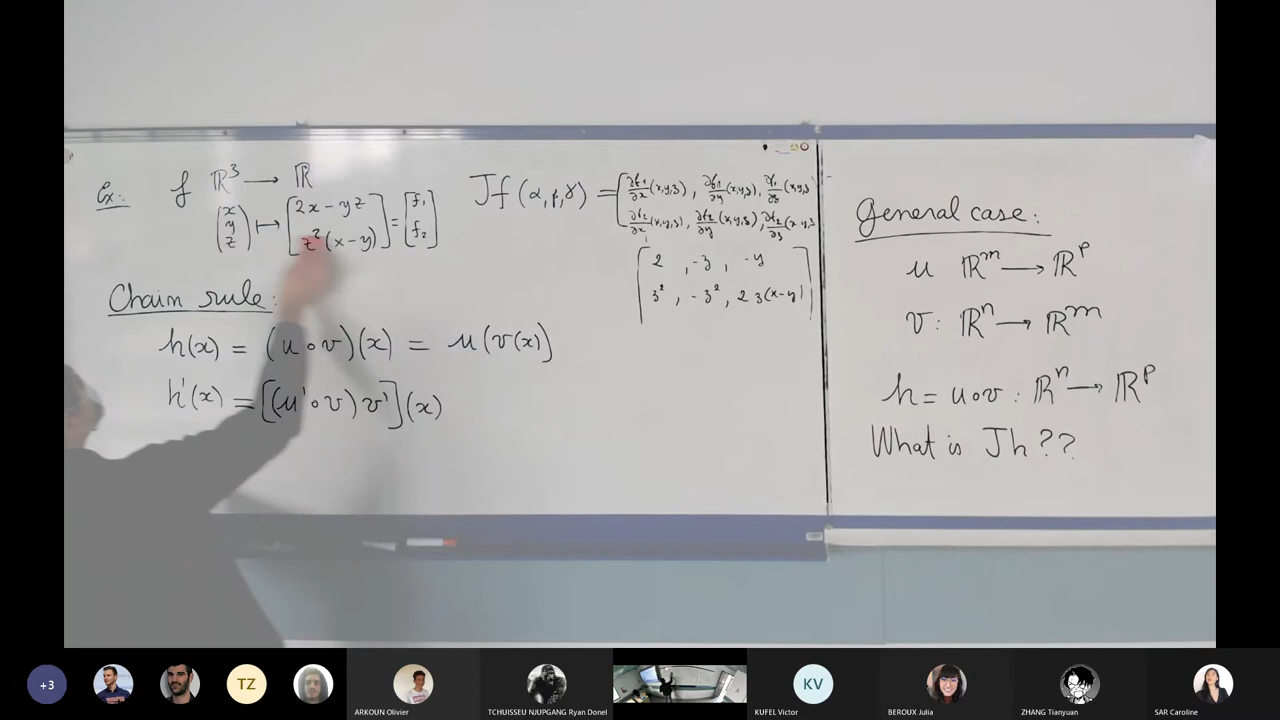 Ex: f ℝ³ → ℝ
(x y z) ↦ [2x - yz, z²(x - y)] = [f₁, f₂]
Jf(α,β,γ) = [∂f₁/∂x (x,y,z), ∂f₁/∂y (x,y,z), ∂f₁/∂z (x,y,z
∂f₂/∂x (x,y,z), ∂f₂/∂y (x,y,z), ∂f₂/∂z (x,y,z
[2, -z, -y
z², -z², 2z(x-y)]
Chain rule:
h(x) = (u∘v)(x) = u(v(x))
h'(x) = [(u'∘v) v'](x)
General case:
u ℝᵐ → ℝᵖ
v: ℝⁿ → ℝᵐ
h = u∘v : ℝⁿ → ℝᵖ
What is Jh??
+3
TZ
KV
ARKOUN Olivier
TCHUISSEU NJUPGANG Ryan Donel
KUFEL Victor
BEROUX Julia
ZHANG Tianyuan
SAR Caroline